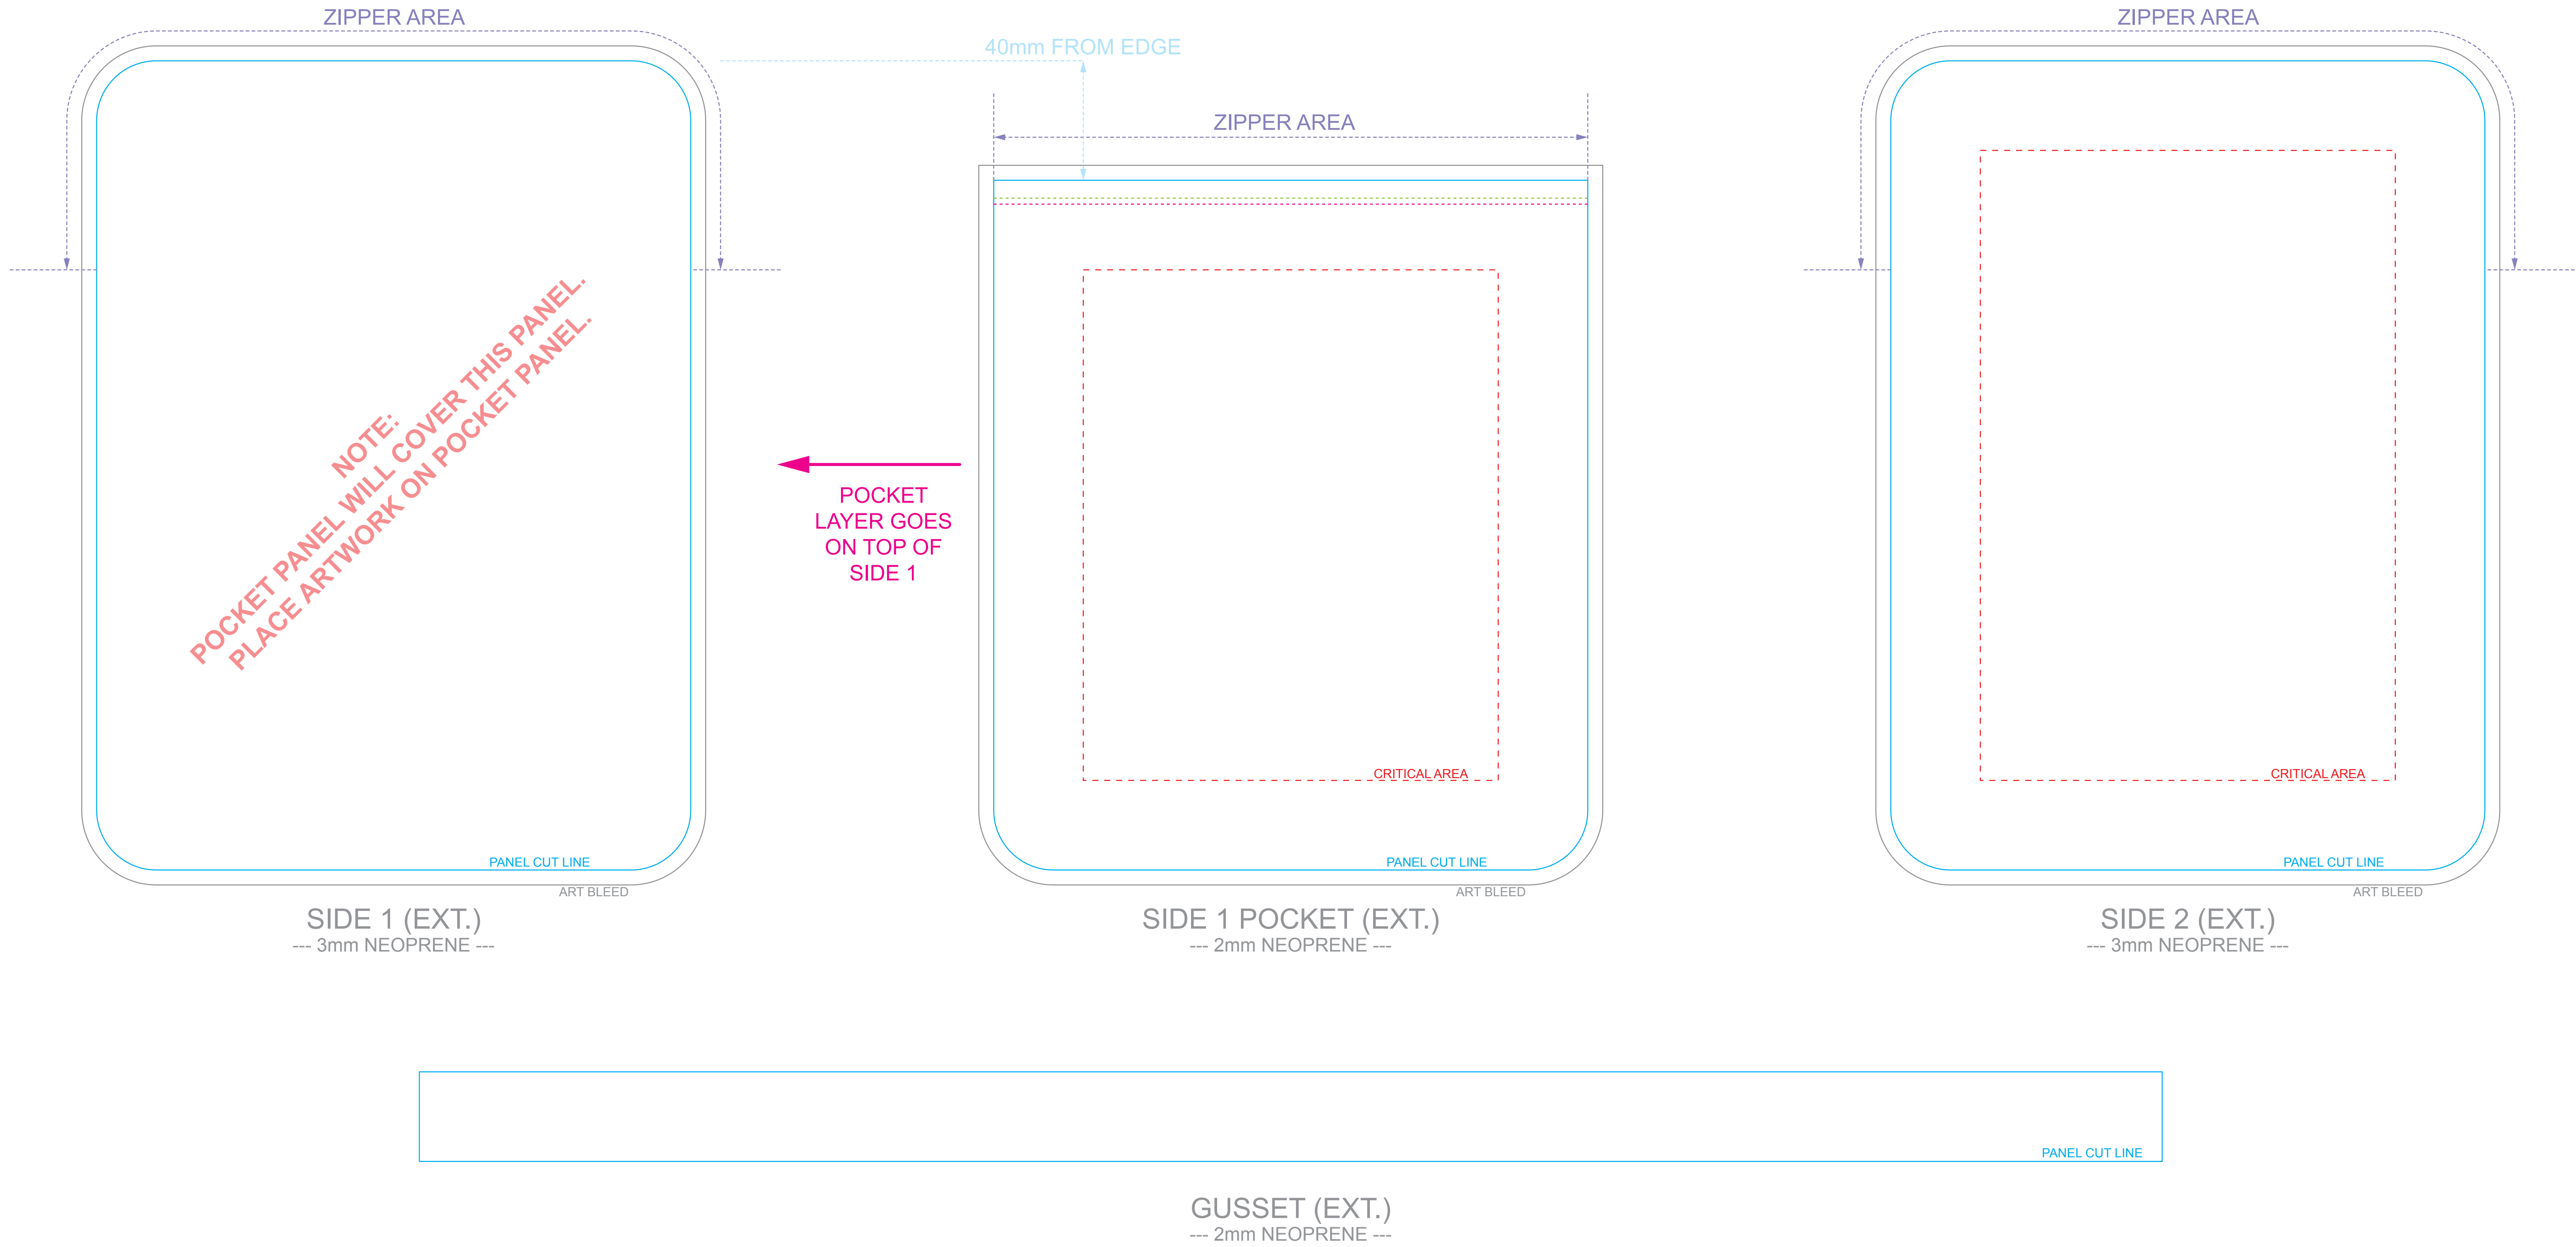 ZIPPER AREA
NOTE:
POCKET PANEL WILL COVER THIS PANEL.
PLACE ARTWORK ON POCKET PANEL.
PANEL CUT LINE
ART BLEED
SIDE 1 (EXT.)
--- 3mm NEOPRENE ---
40mm FROM EDGE
ZIPPER AREA
POCKET
LAYER GOES
ON TOP OF
SIDE 1
CRITICAL AREA
PANEL CUT LINE
ART BLEED
SIDE 1 POCKET (EXT.)
--- 2mm NEOPRENE ---
ZIPPER AREA
CRITICAL AREA
PANEL CUT LINE
ART BLEED
SIDE 2 (EXT.)
--- 3mm NEOPRENE ---
PANEL CUT LINE
GUSSET (EXT.)
--- 2mm NEOPRENE ---